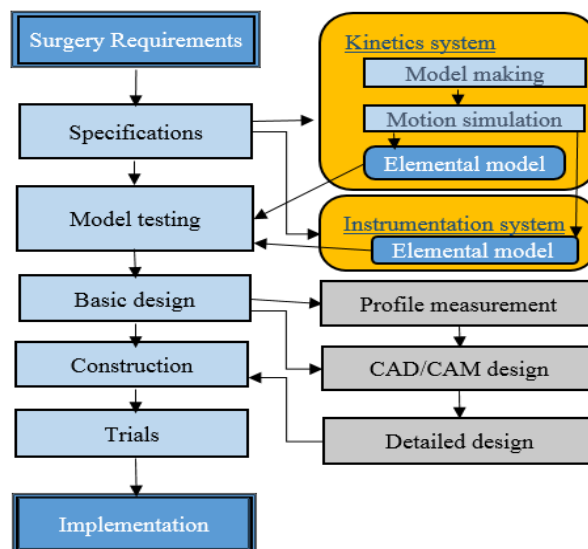 Surgery Requirements
Specifications
Model testing
Basic design
Construction
Trials
Implementation
Kinetics system
Model making
Motion simulation
Elemental model
Instrumentation system
Elemental model
Profile measurement
CAD/CAM design
Detailed design